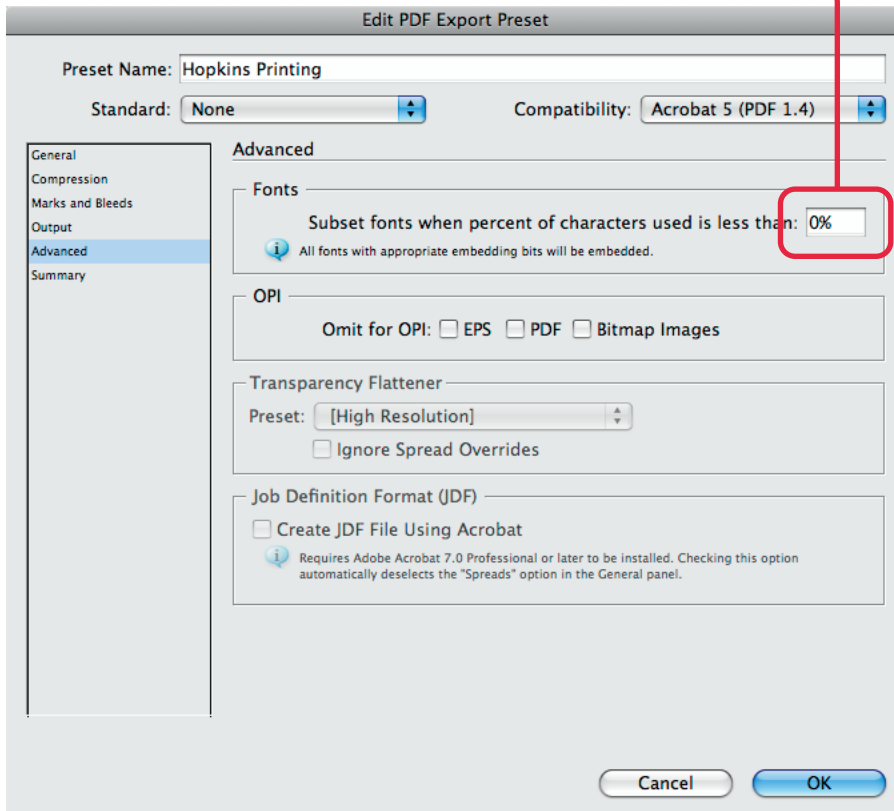 Edit PDF Export Preset
Preset Name: Hopkins Printing
Standard: None Compatibility: Acrobat 5 (PDF 1.4)
General
Compression
Marks and Bleeds
Output
Advanced
Summary
Advanced
Fonts
Subset fonts when percent of characters used is less than: 0%
All fonts with appropriate embedding bits will be embedded.
OPI
Omit for OPI: EPS PDF Bitmap Images
Transparency Flattener
Preset: [High Resolution]
Ignore Spread Overrides
Job Definition Format (JDF)
Create JDF File Using Acrobat
Requires Adobe Acrobat 7.0 Professional or later to be installed. Checking this option
automatically deselects the "Spreads" option in the General panel.
Cancel OK